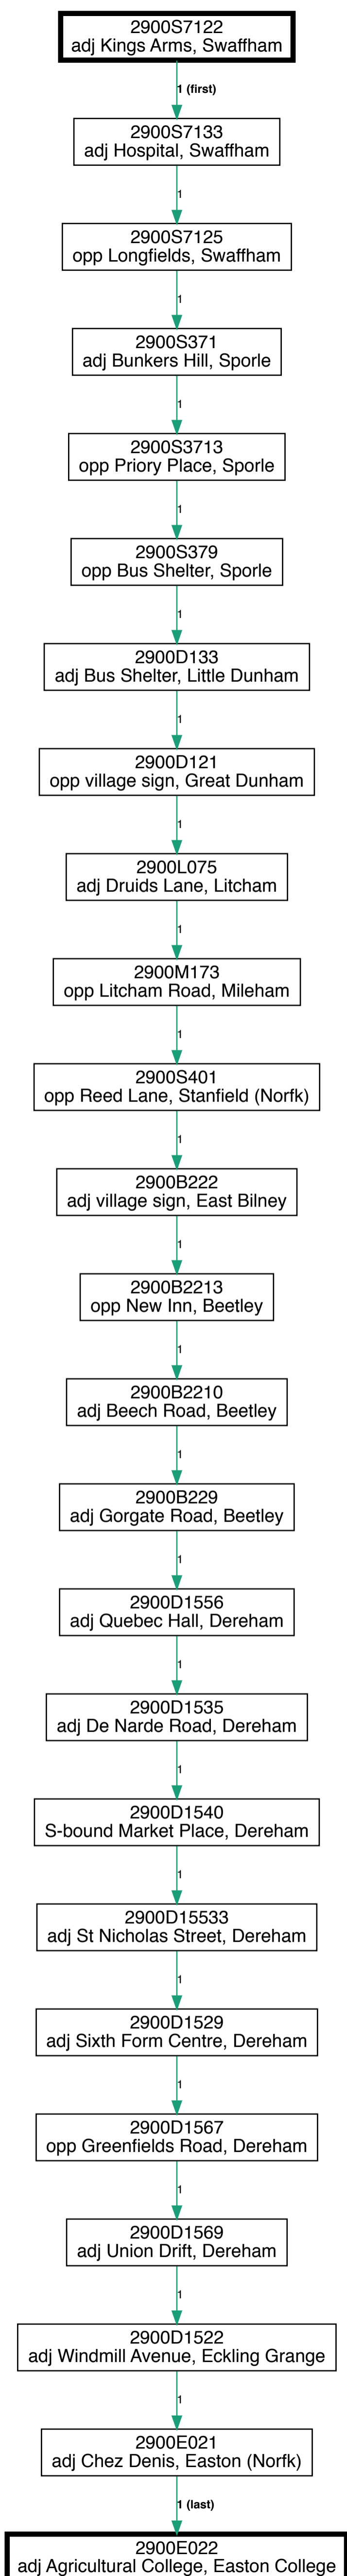 2900S7122
adj Kings Arms, Swaffham
1 (first)
2900S7133
adj Hospital, Swaffham
1
2900S7125
opp Longfields, Swaffham
1
2900S371
adj Bunkers Hill, Sporle
1
2900S3713
opp Priory Place, Sporle
1
2900S379
opp Bus Shelter, Sporle
1
2900D133
adj Bus Shelter, Little Dunham
1
2900D121
opp village sign, Great Dunham
1
2900L075
adj Druids Lane, Litcham
1
2900M173
opp Litcham Road, Mileham
1
2900S401
opp Reed Lane, Stanfield (Norfk)
1
2900B222
adj village sign, East Bilney
1
2900B2213
opp New Inn, Beetley
1
2900B2210
adj Beech Road, Beetley
1
2900B229
adj Gorgate Road, Beetley
1
2900D1556
adj Quebec Hall, Dereham
1
2900D1535
adj De Narde Road, Dereham
1
2900D1540
S-bound Market Place, Dereham
1
2900D15533
adj St Nicholas Street, Dereham
1
2900D1529
adj Sixth Form Centre, Dereham
1
2900D1567
opp Greenfields Road, Dereham
1
2900D1569
adj Union Drift, Dereham
1
2900D1522
adj Windmill Avenue, Eckling Grange
1
2900E021
adj Chez Denis, Easton (Norfk)
1 (last)
2900E022
adj Agricultural College, Easton College